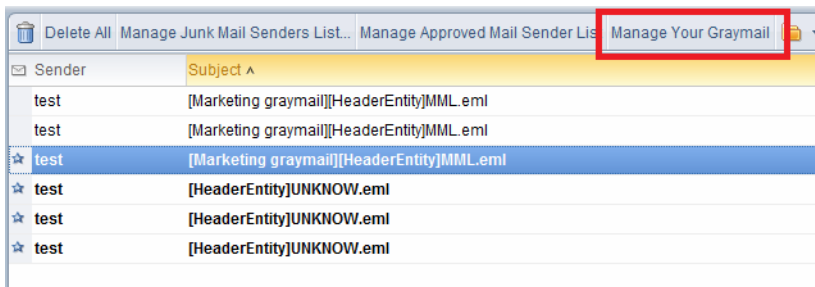 Delete All Manage Junk Mail Senders List... Manage Approved Mail Sender Lis Manage Your Graymail
Sender Subject
test [Marketing graymail][HeaderEntity]MML.eml
test [Marketing graymail][HeaderEntity]MML.eml
test [Marketing graymail][HeaderEntity]MML.eml
test [HeaderEntity]UNKNOW.eml
test [HeaderEntity]UNKNOW.eml
test [HeaderEntity]UNKNOW.eml